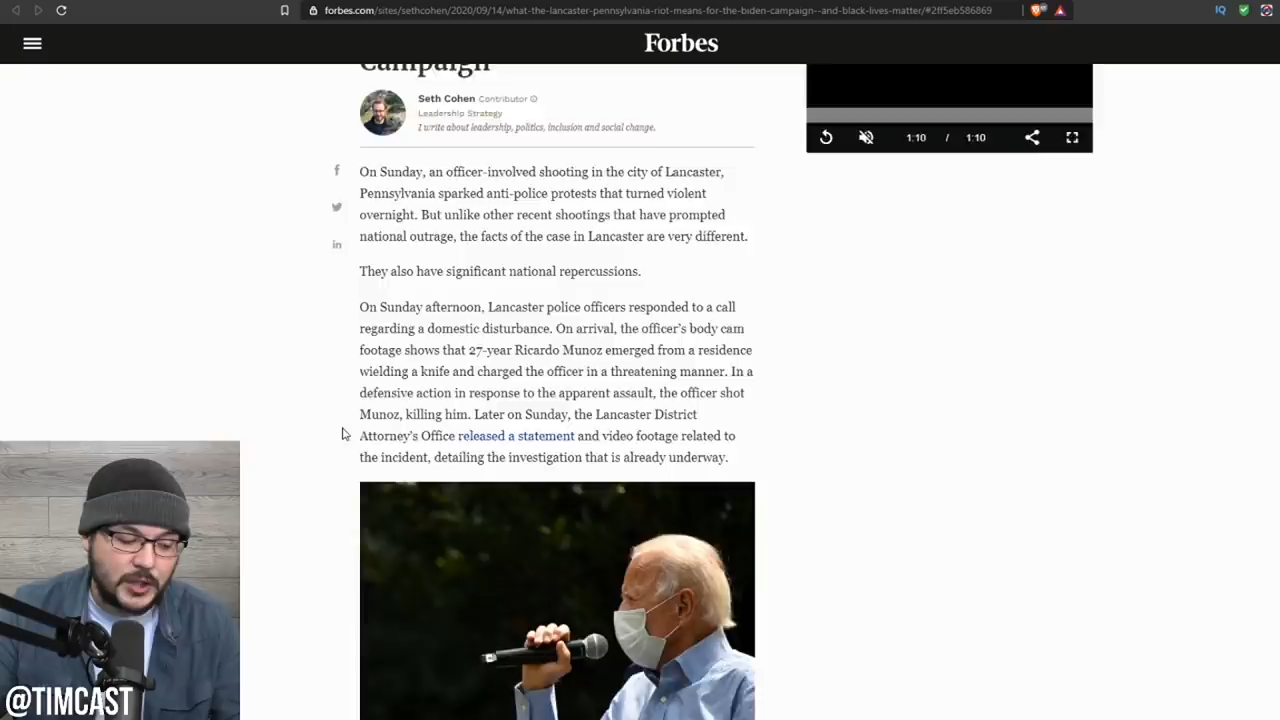 forbes.com/sites/sethcohen/2020/09/14/what-the-lancaster-pennsylvania-riot-means-for-the-biden-campaign--and-black-lives-matter/#2ff5eb586869
IQ
Forbes
Campaign
Seth Cohen Contributor
Leadership Strategy
I write about leadership, politics, inclusion and social change.
1:10 / 1:10
f
in
On Sunday, an officer-involved shooting in the city of Lancaster,
Pennsylvania sparked anti-police protests that turned violent
overnight. But unlike other recent shootings that have prompted
national outrage, the facts of the case in Lancaster are very different.
They also have significant national repercussions.
On Sunday afternoon, Lancaster police officers responded to a call
regarding a domestic disturbance. On arrival, the officer's body cam
footage shows that 27-year Ricardo Munoz emerged from a residence
wielding a knife and charged the officer in a threatening manner. In a
defensive action in response to the apparent assault, the officer shot
Munoz, killing him. Later on Sunday, the Lancaster District
Attorney's Office released a statement and video footage related to
the incident, detailing the investigation that is already underway.
@TIMCAST